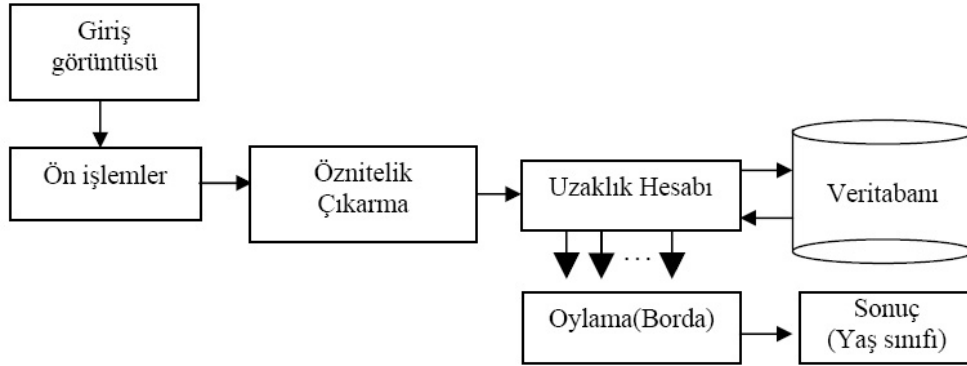 Giriş
görüntüsü
Ön işlemler
Öznitelik
Çıkarma
Uzaklık Hesabı
Veritabanı
...
Oylama(Borda)
Sonuç
(Yaş sınıfı)